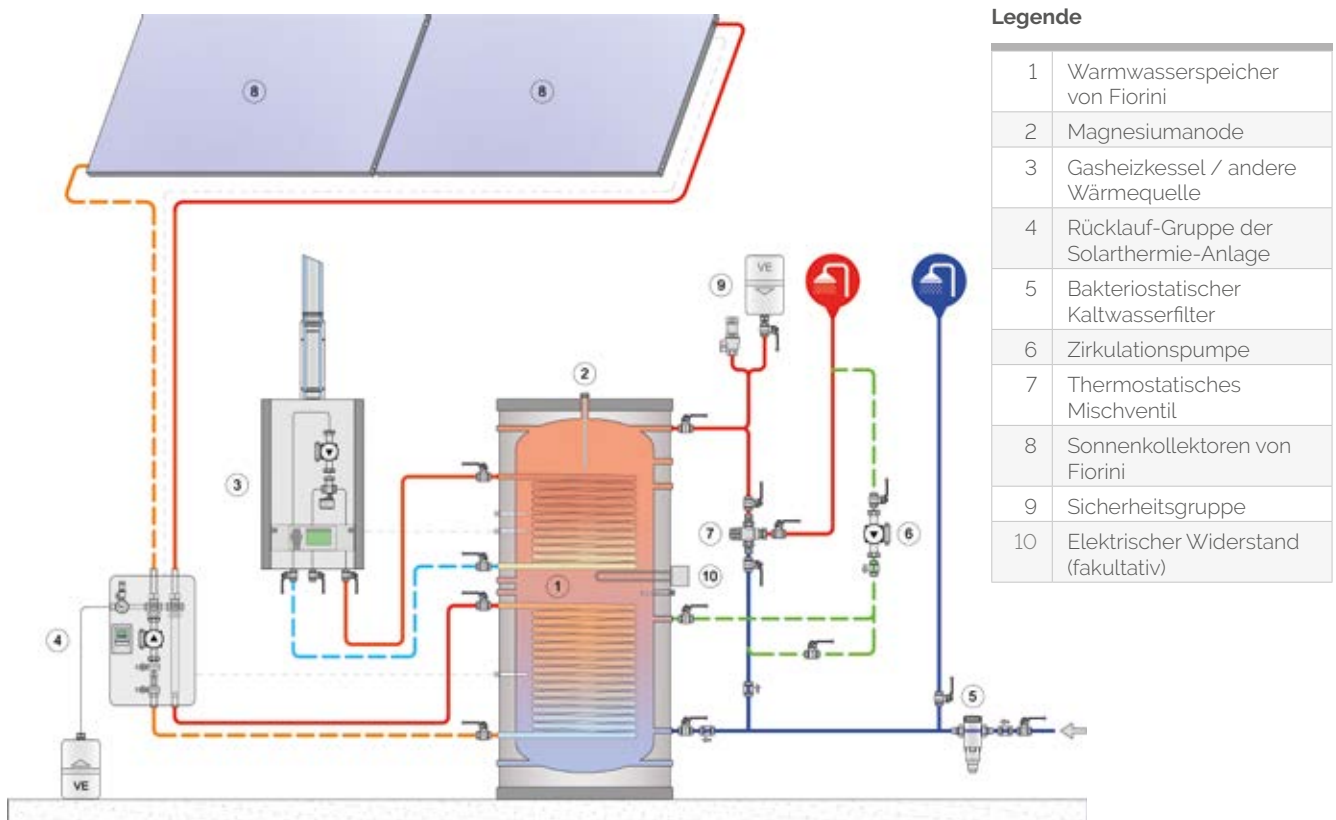 Legende
1 Warmwasserspeicher
von Fiorini
2 Magnesiumanode
3 Gasheizkessel / andere
Wärmequelle
4 Rücklauf-Gruppe der
Solarthermie-Anlage
5 Bakteriostatischer
Kaltwasserfilter
6 Zirkulationspumpe
7 Thermostatisches
Mischventil
8 Sonnenkollektoren von
Fiorini
9 Sicherheitsgruppe
10 Elektrischer Widerstand
(fakultativ)
8
8
VE
9
2
3
7
6
10
1
4
5
VE